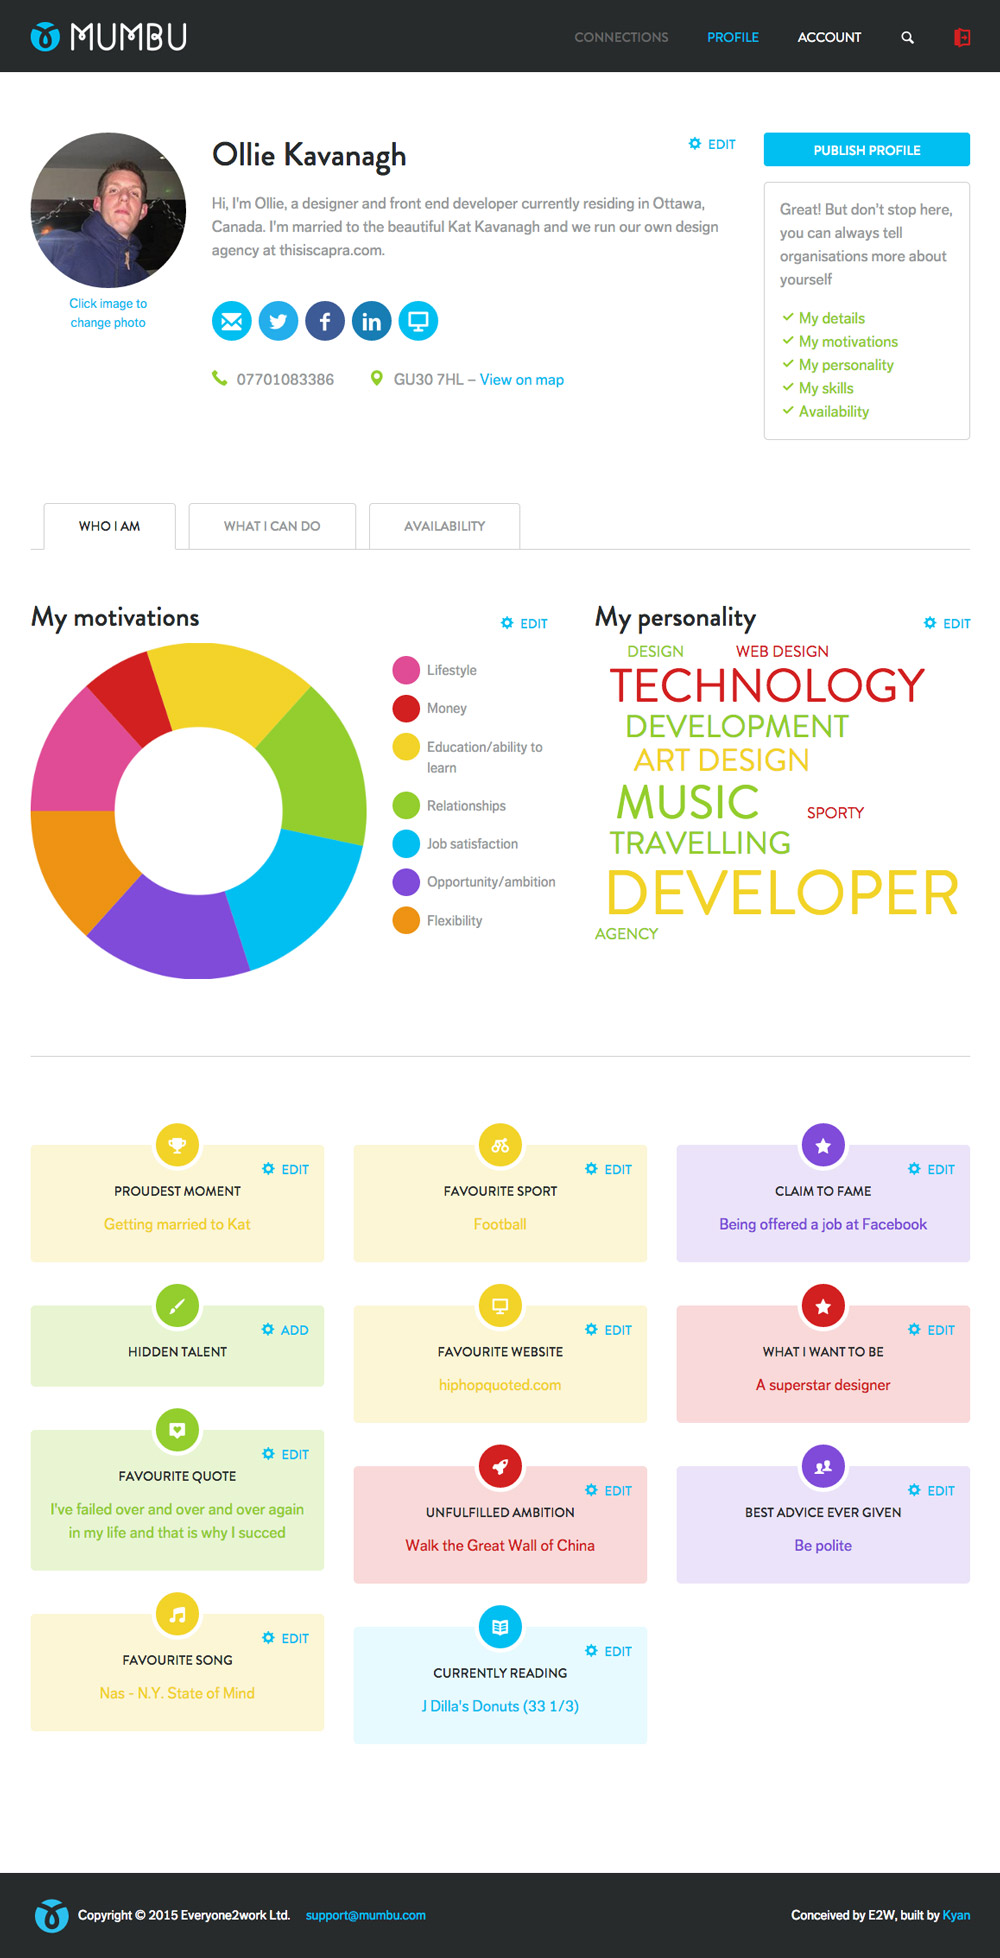 MUMBU
CONNECTIONS
PROFILE
ACCOUNT
Ollie Kavanagh
EDIT
Hi, I'm Ollie, a designer and front end developer currently residing in Ottawa,
Canada. I'm married to the beautiful Kat Kavanagh and we run our own design
agency at thisiscapra.com.
Click image to
change photo
f
in
07701083386
GU30 7HL – View on map
PUBLISH PROFILE
Great! But don't stop here,
you can always tell
organisations more about
yourself
My details
My motivations
My personality
My skills
Availability
WHO I AM
WHAT I CAN DO
AVAILABILITY
My motivations
EDIT
Lifestyle
Money
Education/ability to
learn
Relationships
Job satisfaction
Opportunity/ambition
Flexibility
My personality
EDIT
DESIGN
WEB DESIGN
TECHNOLOGY
DEVELOPMENT
ART DESIGN
MUSIC
SPORTY
TRAVELLING
DEVELOPER
AGENCY
EDIT
PROUDEST MOMENT
Getting married to Kat
EDIT
FAVOURITE SPORT
Football
EDIT
CLAIM TO FAME
Being offered a job at Facebook
ADD
HIDDEN TALENT
EDIT
FAVOURITE WEBSITE
hiphopquoted.com
EDIT
WHAT I WANT TO BE
A superstar designer
EDIT
FAVOURITE QUOTE
I've failed over and over and over again
in my life and that is why I succed
EDIT
UNFULFILLED AMBITION
Walk the Great Wall of China
EDIT
BEST ADVICE EVER GIVEN
Be polite
EDIT
FAVOURITE SONG
Nas - N.Y. State of Mind
EDIT
CURRENTLY READING
J Dilla's Donuts (33 1/3)
Copyright © 2015 Everyone2work Ltd.
support@mumbu.com
Conceived by E2W, built by Kyan